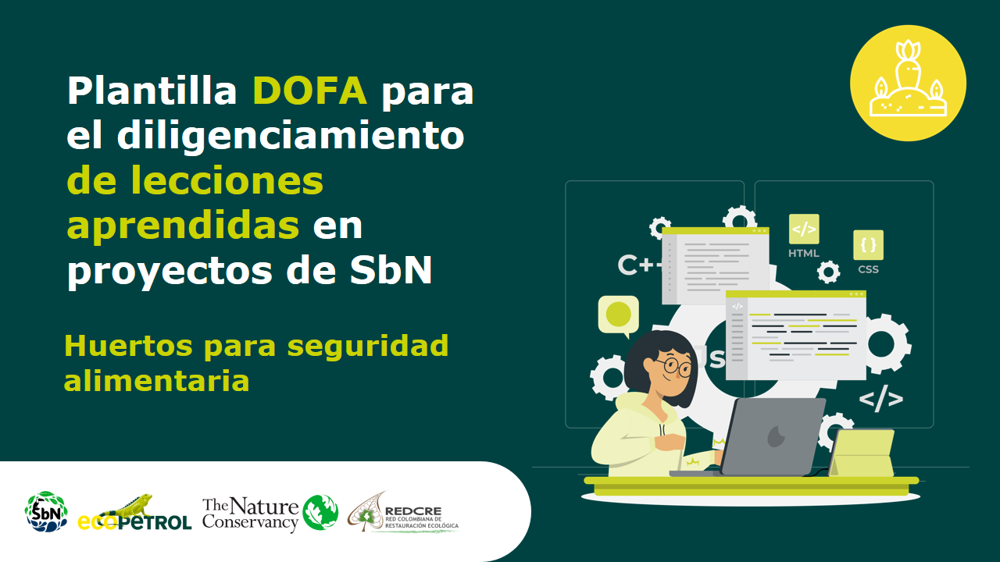 Plantilla DOFA para
el diligenciamiento
de lecciones
aprendidas en
proyectos de SbN
Huertos para seguridad
alimentaria
C++
</>
HTML
{ }
CSS
</>
Js
</>
SbN
ecoPETROL
The Nature
Conservancy
REDCRE
RED COLOMBIANA DE
RESTAURACIÓN ECOLÓGICA